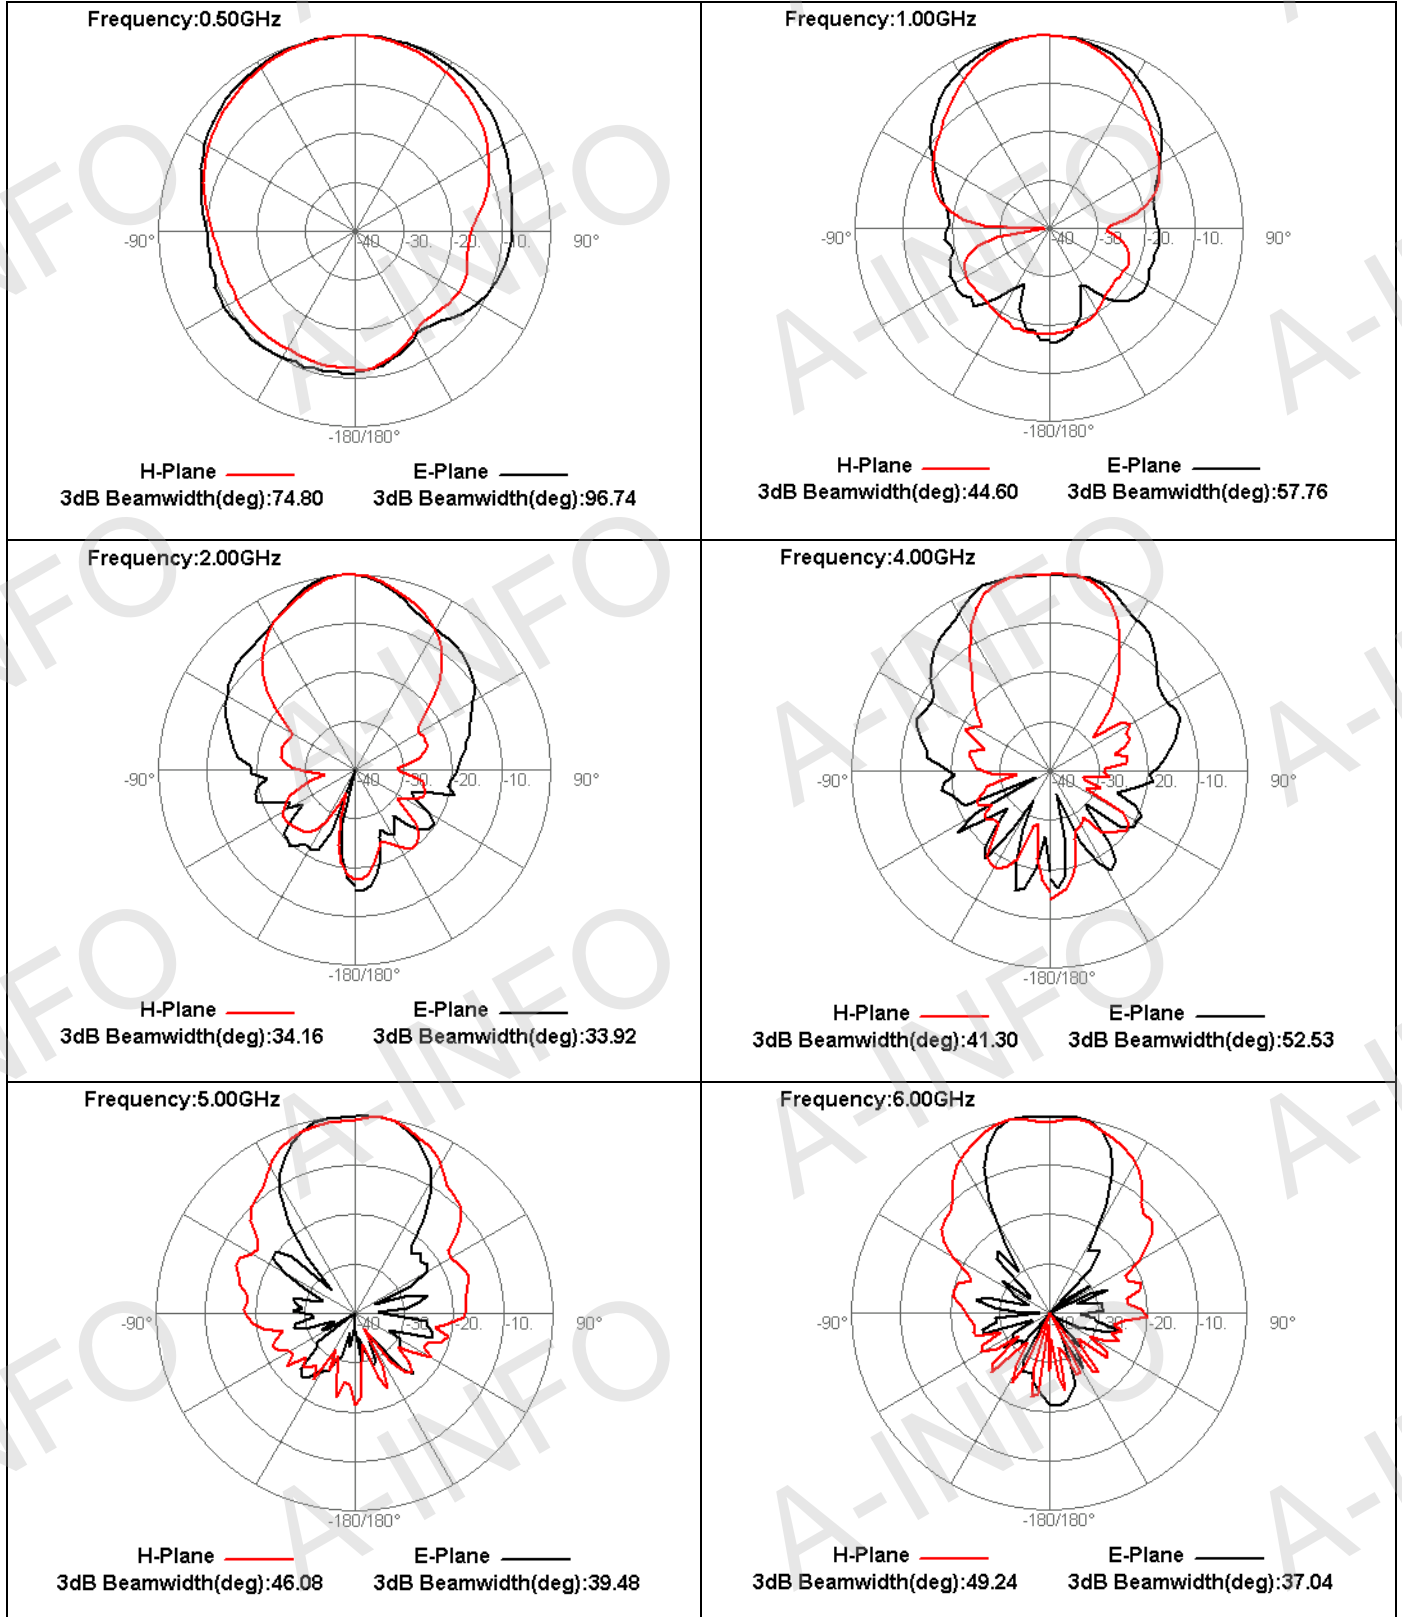 Frequency:0.50GHz
-90°
-40
-30.
-20.
-10.
90°
-180/180°
H-Plane
E-Plane
3dB Beamwidth(deg):74.80
3dB Beamwidth(deg):96.74
Frequency:1.00GHz
-90°
-40
-30.
-20.
-10.
90°
-180/180°
H-Plane
E-Plane
3dB Beamwidth(deg):44.60
3dB Beamwidth(deg):57.76
Frequency:2.00GHz
-90°
-40
-30.
-20.
-10.
90°
-180/180°
H-Plane
E-Plane
3dB Beamwidth(deg):34.16
3dB Beamwidth(deg):33.92
Frequency:4.00GHz
-90°
-40
-30.
-20.
-10.
90°
-180/180°
H-Plane
E-Plane
3dB Beamwidth(deg):41.30
3dB Beamwidth(deg):52.53
Frequency:5.00GHz
-90°
-40.
-30.
-20.
-10.
90°
-180/180°
H-Plane
E-Plane
3dB Beamwidth(deg):46.08
3dB Beamwidth(deg):39.48
Frequency:6.00GHz
-90°
-40
-30.
-20.
-10.
90°
-180/180°
H-Plane
E-Plane
3dB Beamwidth(deg):49.24
3dB Beamwidth(deg):37.04
A-INFO
A-INFO
A-INFO
A-INFO
A-INFO
A-INFO